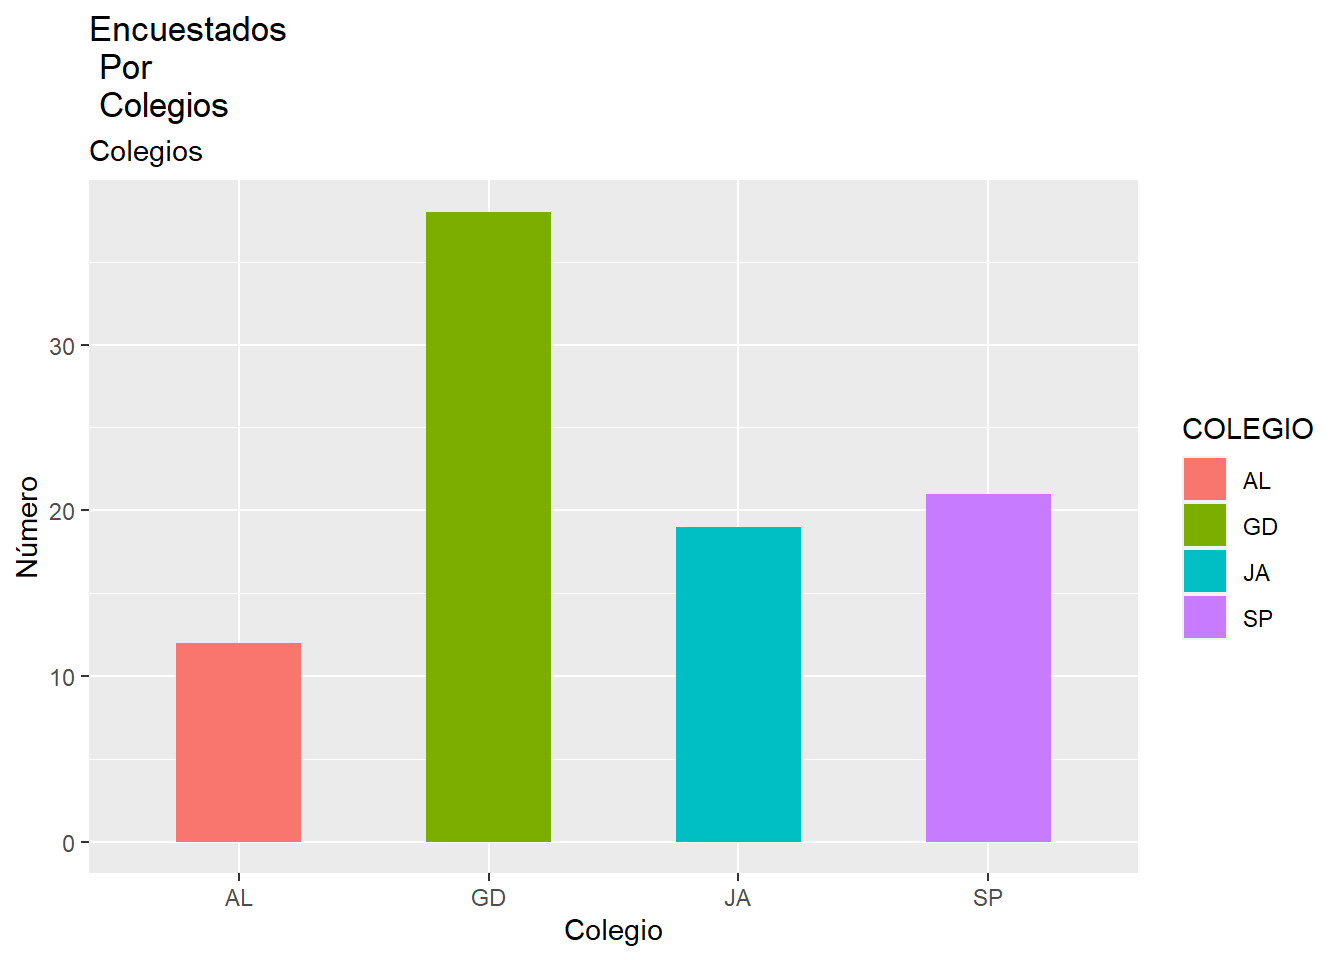 Encuestados
Por
Colegios
Colegios
Número
30
20
10
0
AL
GD
JA
SP
Colegio
COLEGIO
AL
GD
JA
SP